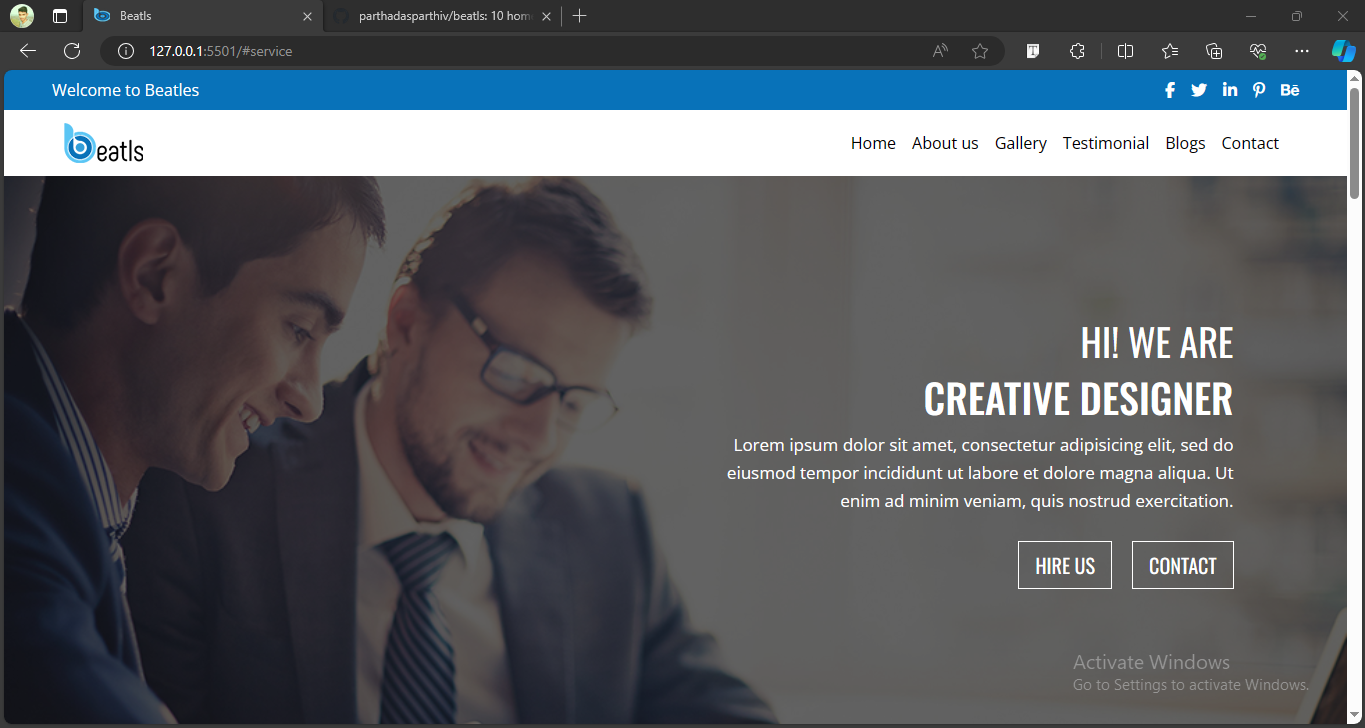 Beatls
parthadasparthiv/beatls: 10 hom
127.0.0.1:5501/#service
Welcome to Beatles
beatls
Home About us Gallery Testimonial Blogs Contact
HI! WE ARE
CREATIVE DESIGNER
Lorem ipsum dolor sit amet, consectetur adipisicing elit, sed do
eiusmod tempor incididunt ut labore et dolore magna aliqua. Ut
enim ad minim veniam, quis nostrud exercitation.
HIRE US CONTACT
Activate Windows
Go to Settings to activate Windows.